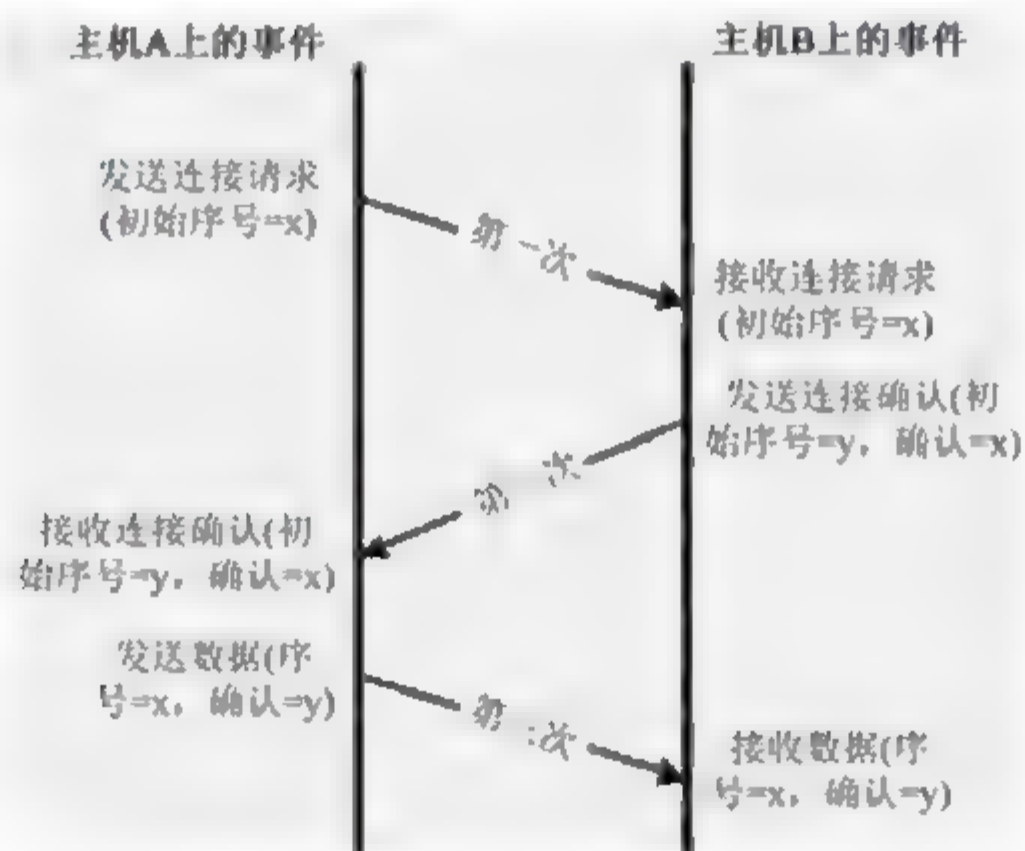 主机A上的事件
主机B上的事件
发送连接请求
(初始序号=x)
第一次
接收连接请求
(初始序号=x)
发送连接确认(初
始序号=y，确认=x)
次
接收连接确认(初
始序号=y，确认=x)
发送数据(序
号=x，确认=y)
第 次
接收数据(序
号=x，确认=y)